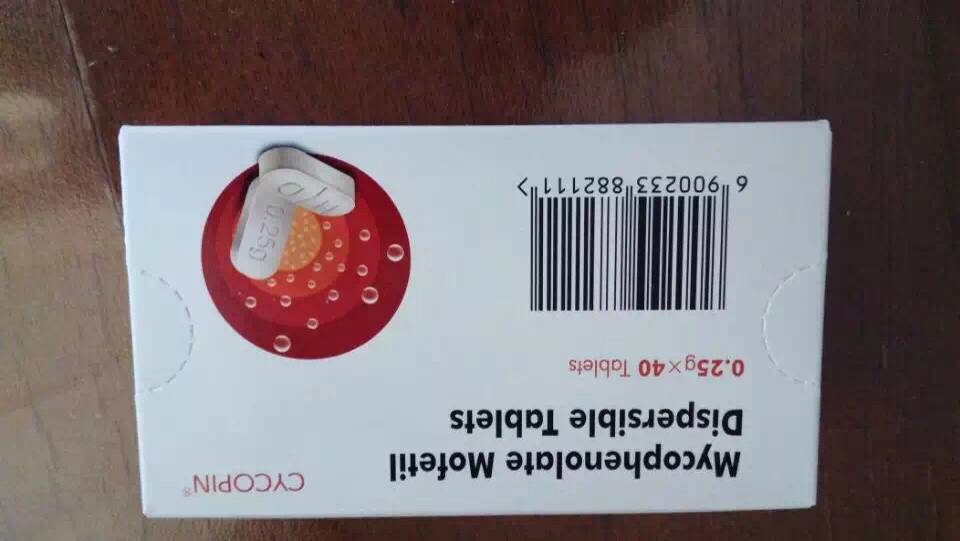 CYCOPIN®
Mycophenolate Mofetil
Dispersible Tablets
0.25g×40 Tablets
6 900233 882111 >
0.25g